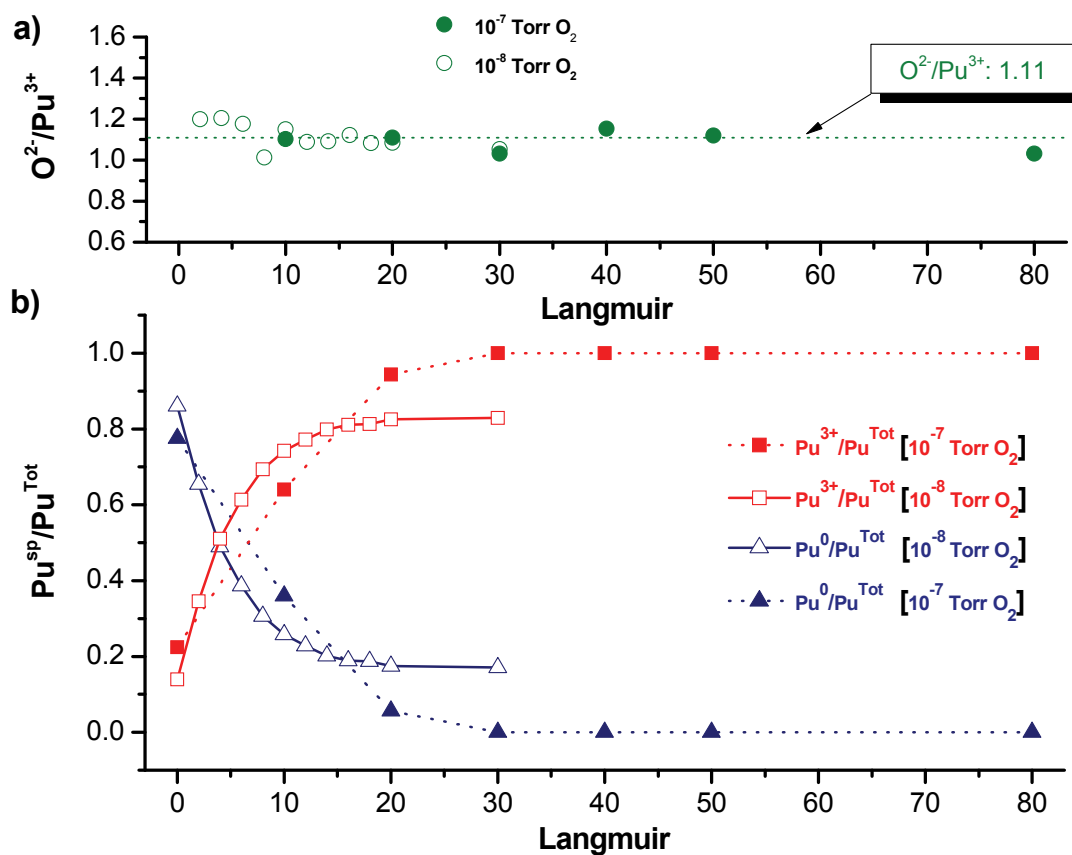 a)
10⁻⁷ Torr O₂
10⁻⁸ Torr O₂
O²⁻/Pu³⁺: 1.11
O²⁻/Pu³⁺
1.6
1.4
1.2
1.0
0.8
0.6
0 10 20 30 40 50 60 70 80
Langmuir
b)
Puˢᵖ/Puᵀᵒᵗ
1.0
0.8
0.6
0.4
0.2
0.0
Pu³⁺/Puᵀᵒᵗ [10⁻⁷ Torr O₂]
Pu³⁺/Puᵀᵒᵗ [10⁻⁸ Torr O₂]
Pu⁰/Puᵀᵒᵗ [10⁻⁸ Torr O₂]
Pu⁰/Puᵀᵒᵗ [10⁻⁷ Torr O₂]
0 10 20 30 40 50 60 70 80
Langmuir